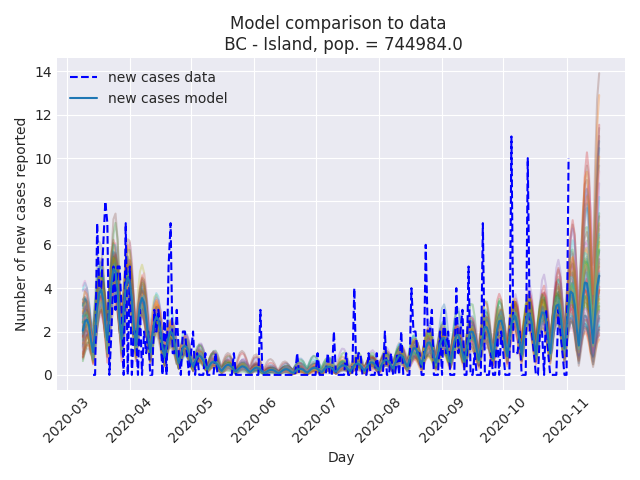 Model comparison to data
BC - Island, pop. = 744984.0
new cases data
new cases model
Number of new cases reported
14
12
10
8
6
4
2
0
2020-03
2020-04
2020-05
2020-06
2020-07
2020-08
2020-09
2020-10
2020-11
Day